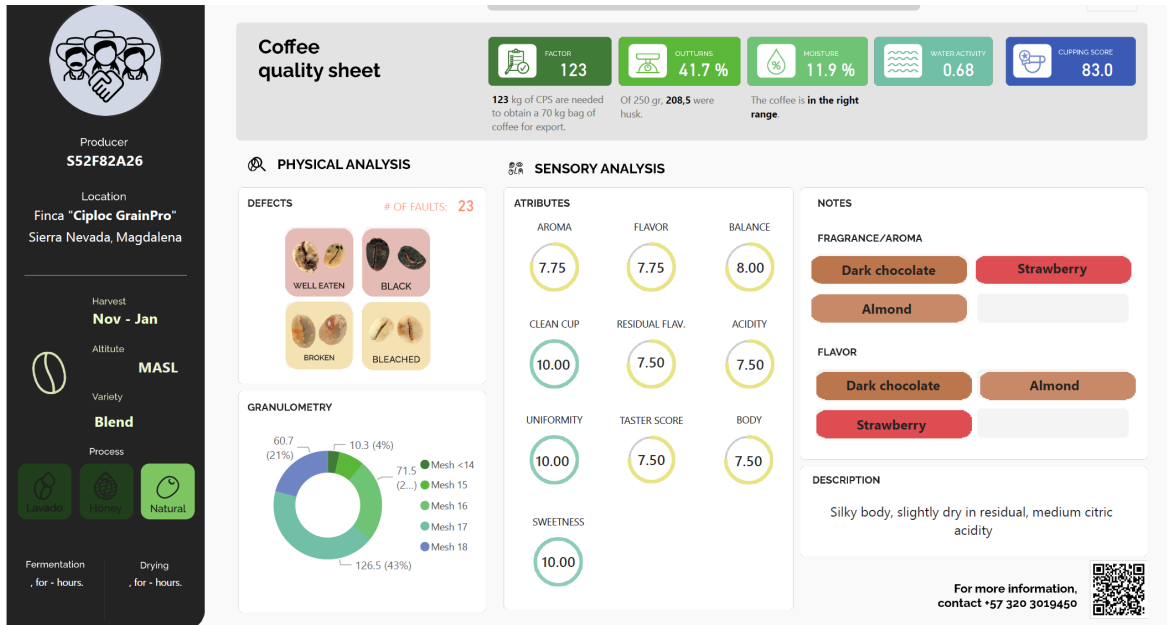 Producer
S52F82A26
Location
Finca "Ciploc GrainPro"
Sierra Nevada, Magdalena
Harvest
Nov - Jan
Altitute
MASL
Variety
Blend
Process
Lavado
Honey
Natural
Fermentation
, for - hours.
Drying
, for - hours.
Coffee
quality sheet
FACTOR
123
123 kg of CPS are needed
to obtain a 70 kg bag of
coffee for export.
OUTTURNS
41.7 %
Of 250 gr, 208,5 were
husk.
MOISTURE
11.9 %
The coffee is in the right
range.
WATER ACTIVITY
0.68
CUPPING SCORE
83.0
PHYSICAL ANALYSIS
DEFECTS
# OF FAULTS: 23
WELL EATEN
BLACK
BROKEN
BLEACHED
GRANULOMETRY
60.7
(21%)
10.3 (4%)
71.5
(2...)
126.5 (43%)
Mesh <14
Mesh 15
Mesh 16
Mesh 17
Mesh 18
SENSORY ANALYSIS
ATRIBUTES
AROMA
7.75
FLAVOR
7.75
BALANCE
8.00
CLEAN CUP
10.00
RESIDUAL FLAV.
7.50
ACIDITY
7.50
UNIFORMITY
10.00
TASTER SCORE
7.50
BODY
7.50
SWEETNESS
10.00
NOTES
FRAGRANCE/AROMA
Dark chocolate
Strawberry
Almond
FLAVOR
Dark chocolate
Almond
Strawberry
DESCRIPTION
Silky body, slightly dry in residual, medium citric
acidity
For more information,
contact +57 320 3019450